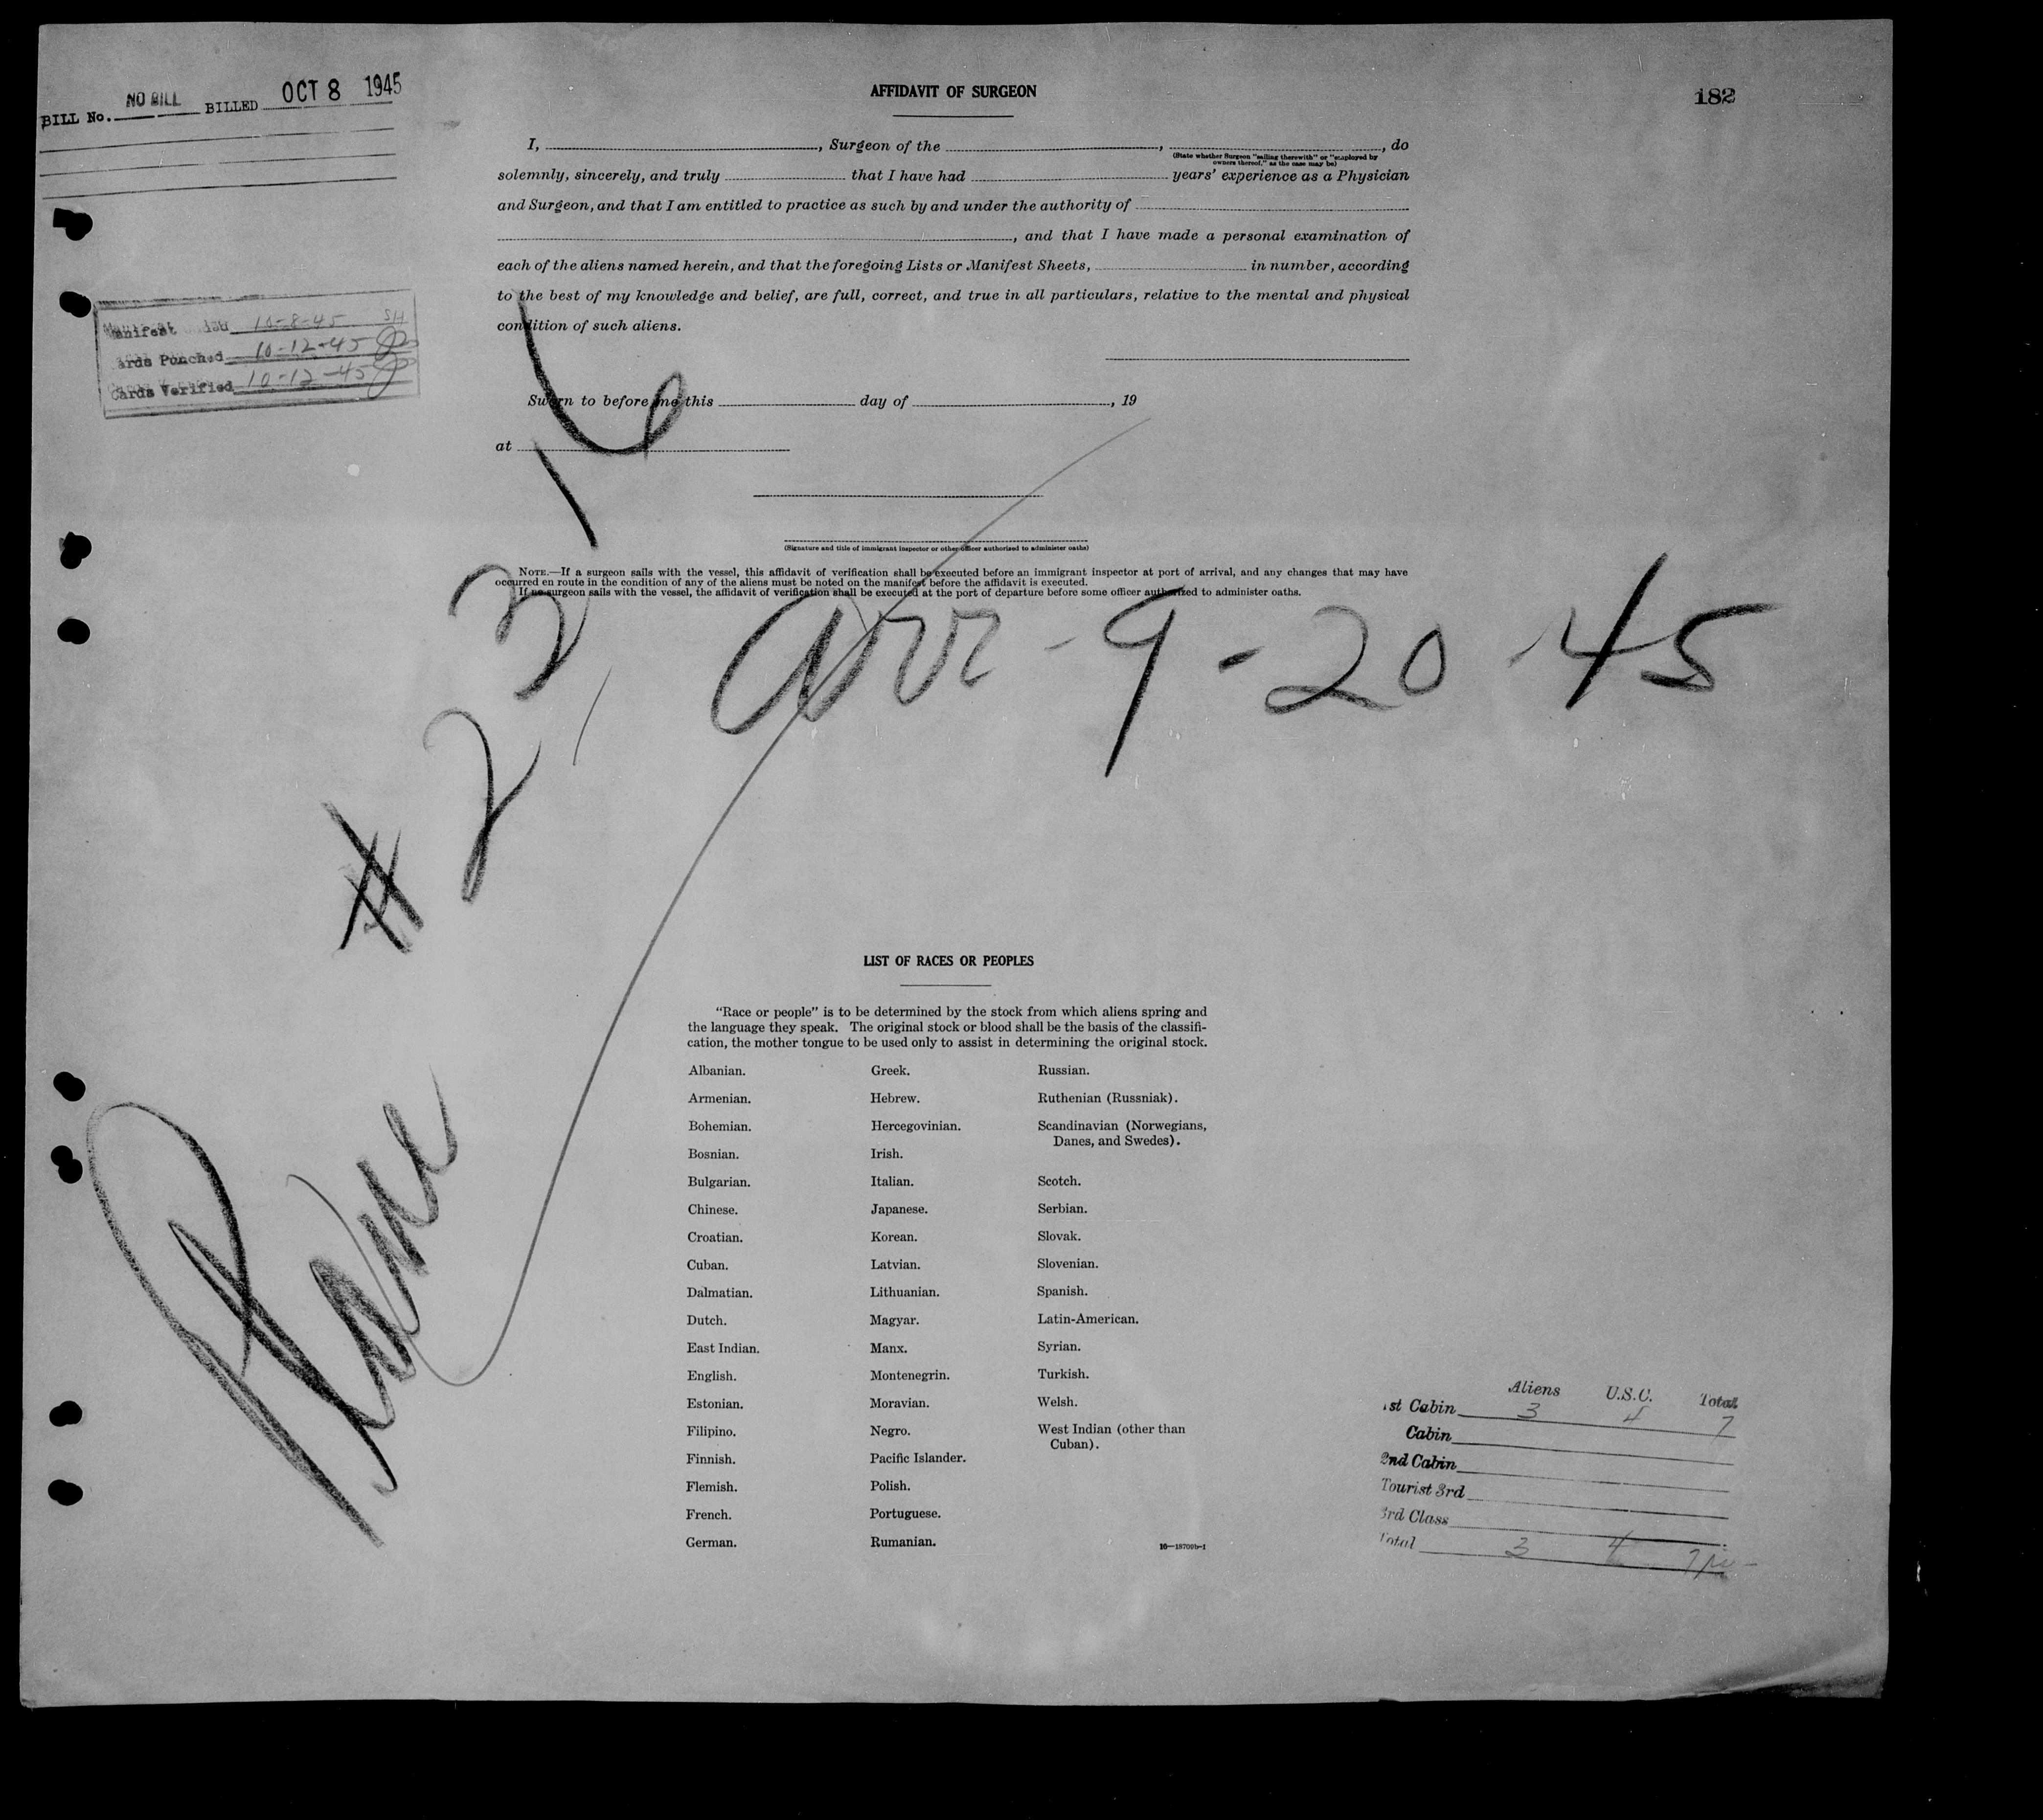 BILL No. NO BILL BILLED OCT 8 1945
182
AFFIDAVIT OF SURGEON
I, , Surgeon of the , , do
(State whether Surgeon "sailing therewith" or "employed by
owners thereof," as the case may be)
solemnly, sincerely, and truly that I have had years' experience as a Physician
and Surgeon, and that I am entitled to practice as such by and under the authority of
, and that I have made a personal examination of
each of the aliens named herein, and that the foregoing Lists or Manifest Sheets, in number, according
to the best of my knowledge and belief, are full, correct, and true in all particulars, relative to the mental and physical
condition of such aliens.
Manifest 10-8-45 SH
ards Punched 10-12-45
Cards Verified 10-12-45
Sworn to before me this day of , 19
at
(Signature and title of immigrant inspector or other officer authorized to administer oaths)
NOTE.—If a surgeon sails with the vessel, this affidavit of verification shall be executed before an immigrant inspector at port of arrival, and any changes that may have
occurred en route in the condition of any of the aliens must be noted on the manifest before the affidavit is executed.
If no surgeon sails with the vessel, the affidavit of verification shall be executed at the port of departure before some officer authorized to administer oaths.
arr - 9 - 20 - 45
Plane
LIST OF RACES OR PEOPLES
"Race or people" is to be determined by the stock from which aliens spring and
the language they speak. The original stock or blood shall be the basis of the classifi-
cation, the mother tongue to be used only to assist in determining the original stock.
Albanian. Greek. Russian.
Armenian. Hebrew. Ruthenian (Russniak).
Bohemian. Hercegovinian. Scandinavian (Norwegians,
Danes, and Swedes).
Bosnian. Irish.
Bulgarian. Italian. Scotch.
Chinese. Japanese. Serbian.
Croatian. Korean. Slovak.
Cuban. Latvian. Slovenian.
Dalmatian. Lithuanian. Spanish.
Dutch. Magyar. Latin-American.
East Indian. Manx. Syrian.
English. Montenegrin. Turkish.
Estonian. Moravian. Welsh.
Filipino. Negro. West Indian (other than
Cuban).
Finnish. Pacific Islander.
Flemish. Polish.
French. Portuguese.
German. Rumanian.
16—18709b-1
Aliens U.S.C. Total
1st Cabin 3 4 7
Cabin
2nd Cabin
Tourist 3rd
3rd Class
Total 3 4 7